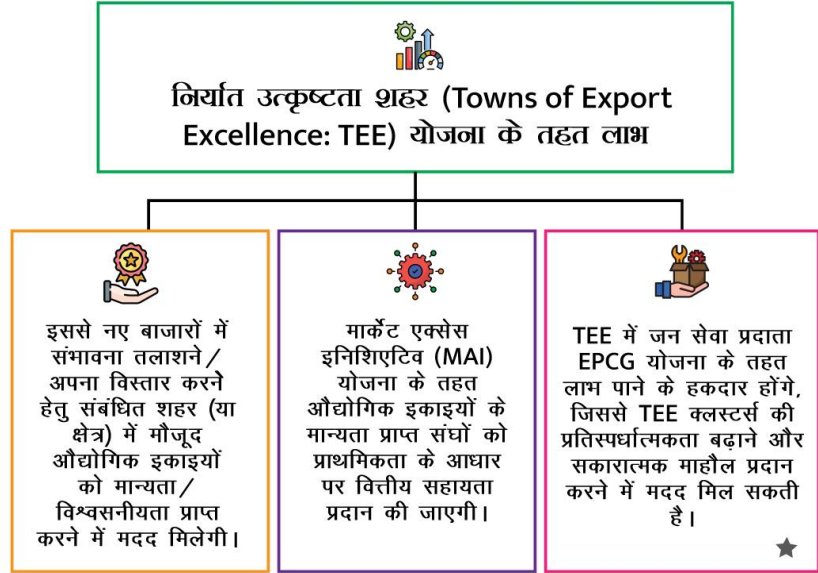 निर्यात उत्कृष्टता शहर (Towns of Export
Excellence: TEE) योजना के तहत लाभ
इससे नए बाजारों में
संभावना तलाशने/
अपना विस्तार करने
हेतु संबंधित शहर (या
क्षेत्र) में मौजूद
औद्योगिक इकाइयों
को मान्यता/
विश्वसनीयता प्राप्त
करने में मदद मिलेगी।
मार्केट एक्सेस
इनिशिएटिव (MAI)
योजना के तहत
औद्योगिक इकाइयों के
मान्यता प्राप्त संघों को
प्राथमिकता के आधार
पर वित्तीय सहायता
प्रदान की जाएगी।
TEE में जन सेवा प्रदाता
EPCG योजना के तहत
लाभ पाने के हकदार होंगे,
जिससे TEE क्लस्टर्स की
प्रतिस्पर्धात्मकता बढ़ाने और
सकारात्मक माहौल प्रदान
करने में मदद मिल सकती
है।